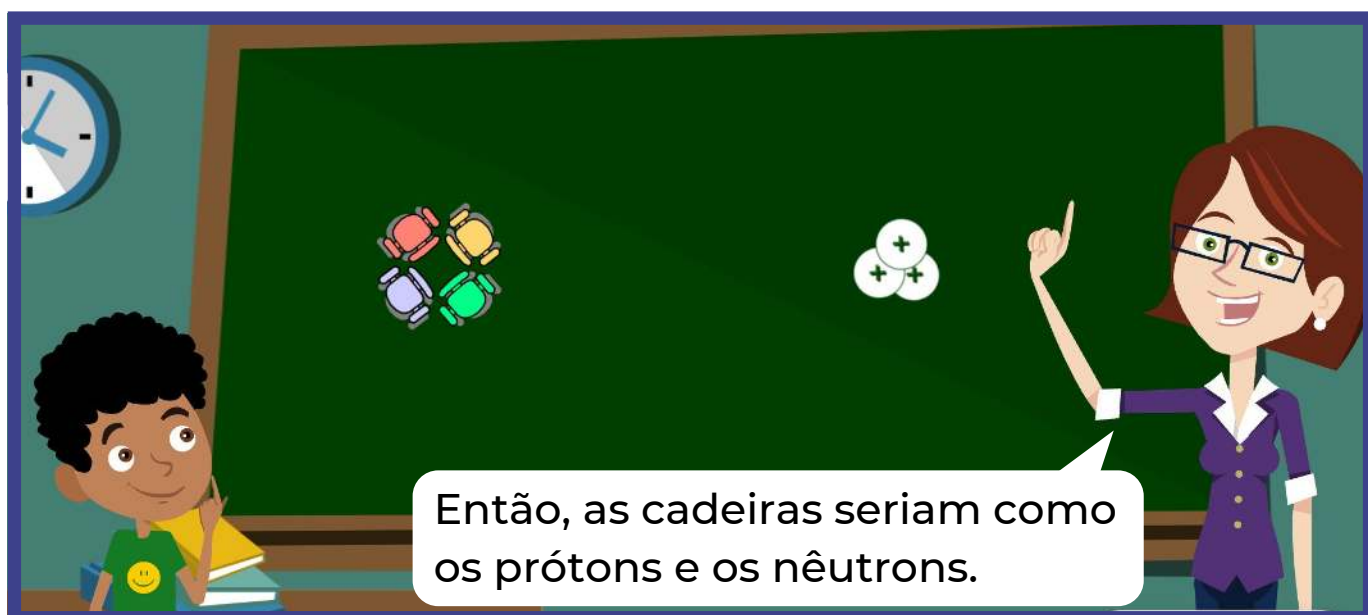 +
+ +
Então, as cadeiras seriam como
os prótons e os nêutrons.